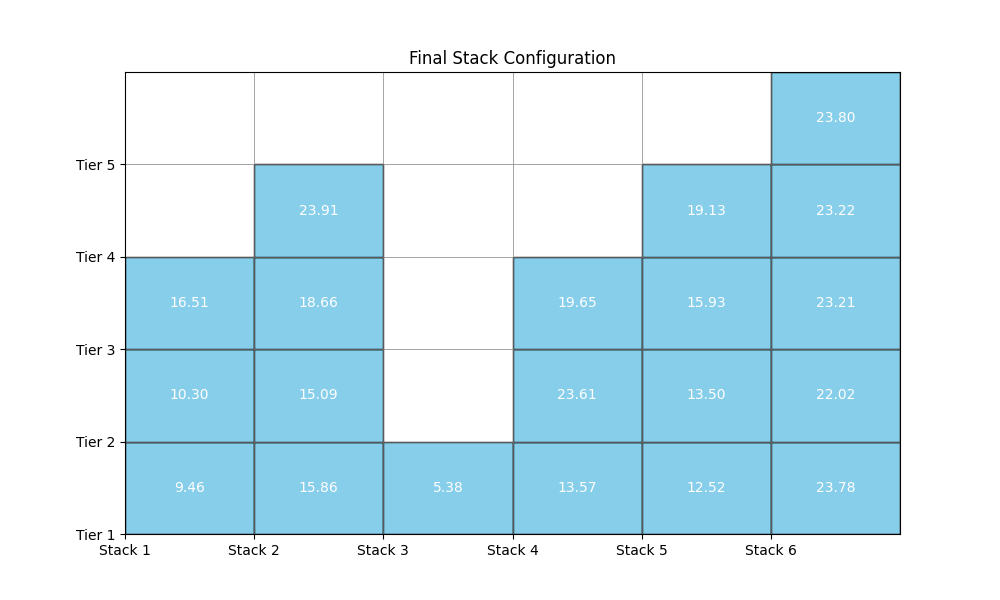 Final Stack Configuration
23.80
Tier 5
23.91 19.13 23.22
Tier 4
16.51 18.66 19.65 15.93 23.21
Tier 3
10.30 15.09 23.61 13.50 22.02
Tier 2
9.46 15.86 5.38 13.57 12.52 23.78
Tier 1
Stack 1 Stack 2 Stack 3 Stack 4 Stack 5 Stack 6